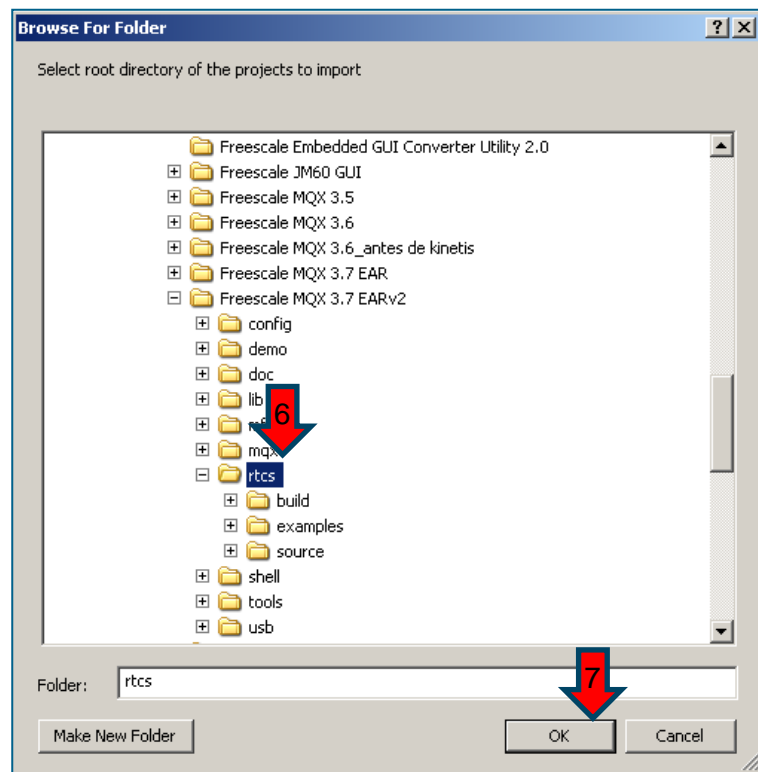 Browse For Folder
Select root directory of the projects to import
Freescale Embedded GUI Converter Utility 2.0
Freescale JM60 GUI
Freescale MQX 3.5
Freescale MQX 3.6
Freescale MQX 3.6_antes de kinetis
Freescale MQX 3.7 EAR
Freescale MQX 3.7 EARv2
config
demo
doc
lib
6
mqx
rtcs
build
examples
source
shell
tools
usb
7
Folder: rtcs
Make New Folder OK Cancel